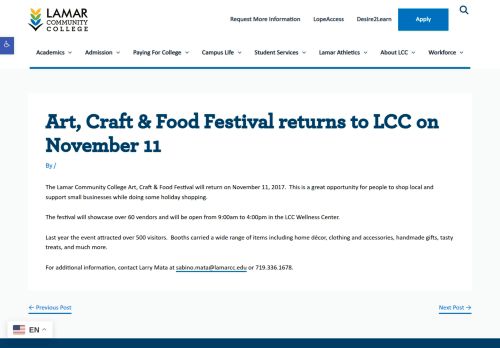 LAMAR
COMMUNITY
COLLEGE
Request More Information LopeAccess Desire2Learn Apply
Academics Admission Paying For College Campus Life Student Services Lamar Athletics About LCC Workforce
Art, Craft & Food Festival returns to LCC on
November 11
By /
The Lamar Community College Art, Craft & Food Festival will return on November 11, 2017. This is a great opportunity for people to shop local and
support small businesses while doing some holiday shopping.
The festival will showcase over 60 vendors and will be open from 9:00am to 4:00pm in the LCC Wellness Center.
Last year the event attracted over 500 visitors. Booths carried a wide range of items including home décor, clothing and accessories, handmade gifts, tasty
treats, and much more.
For additional information, contact Larry Mata at sabino.mata@lamarcc.edu or 719.336.1678.
← Previous Post Next Post →
EN